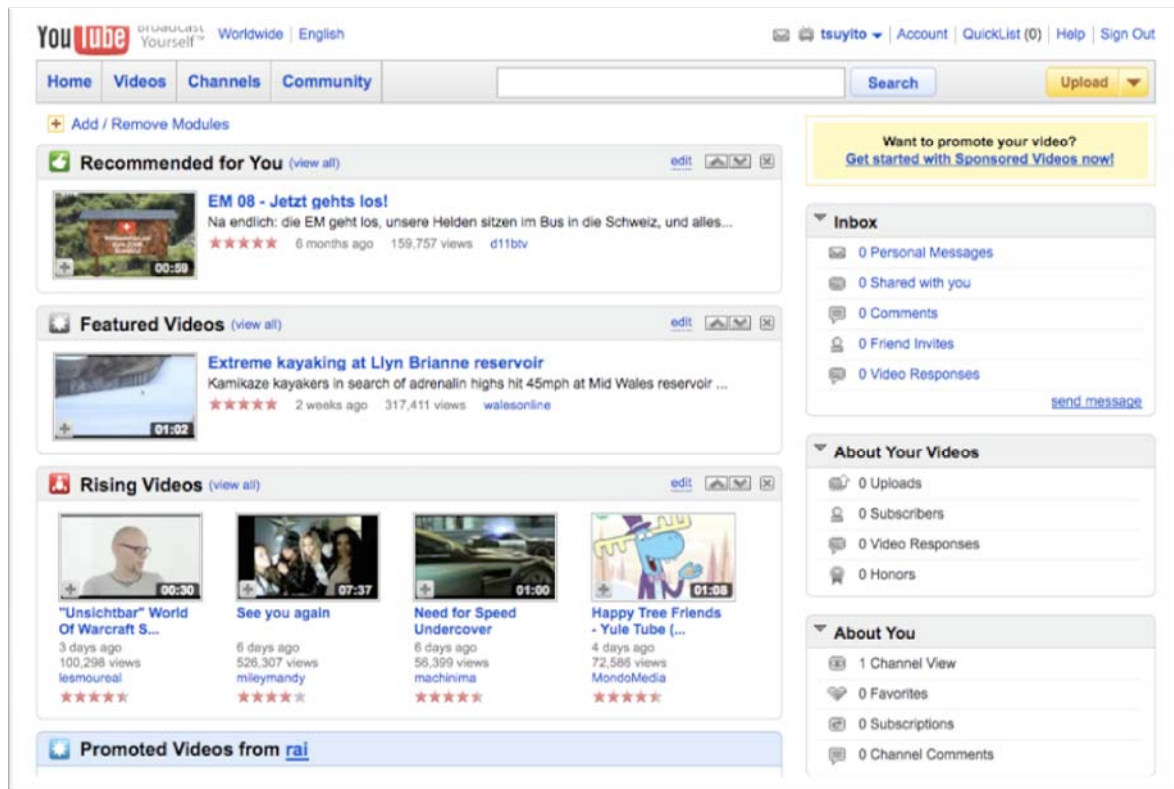 YouTube Broadcast
Yourself™ Worldwide | English
tsuyito | Account | QuickList (0) | Help | Sign Out
Home Videos Channels Community
Search
Upload
Add / Remove Modules
Recommended for You (view all) edit
EM 08 - Jetzt gehts los!
Na endlich: die EM geht los, unsere Helden sitzen im Bus in die Schweiz, und alles...
6 months ago 159,757 views d11btv
00:59
Featured Videos (view all) edit
Extreme kayaking at Llyn Brianne reservoir
Kamikaze kayakers in search of adrenalin highs hit 45mph at Mid Wales reservoir ...
2 weeks ago 317,411 views walesonline
01:02
Rising Videos (view all) edit
00:30
"Unsichtbar" World
Of Warcraft S...
3 days ago
100,298 views
lesmoureal
07:37
See you again
6 days ago
526,307 views
mileymandy
01:00
Need for Speed
Undercover
6 days ago
56,399 views
machinima
01:08
Happy Tree Friends
- Yule Tube (...
4 days ago
72,586 views
MondoMedia
Promoted Videos from rai
Want to promote your video?
Get started with Sponsored Videos now!
Inbox
0 Personal Messages
0 Shared with you
0 Comments
0 Friend Invites
0 Video Responses
send message
About Your Videos
0 Uploads
0 Subscribers
0 Video Responses
0 Honors
About You
1 Channel View
0 Favorites
0 Subscriptions
0 Channel Comments